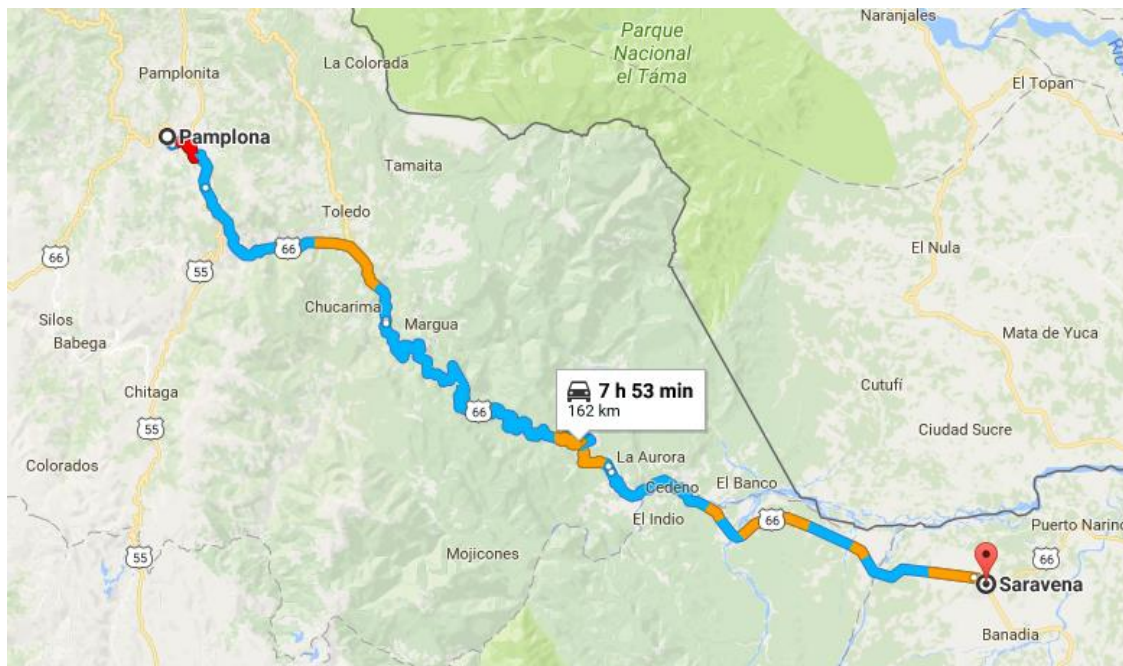 Naranjales
Parque
Nacional
el Táma
La Colorada
Pamplonita
El Topan
Pamplona
Tamaita
Toledo
66
El Nula
66
55
Chucarima
Margua
Silos
Babega
Mata de Yuca
Chitaga
7 h 53 min
162 km
Cutufí
66
55
Ciudad Sucre
Colorados
La Aurora
Cedeno
El Banco
El Indio
66
Puerto Narino
Mojicones
55
66
Saravena
Banadia